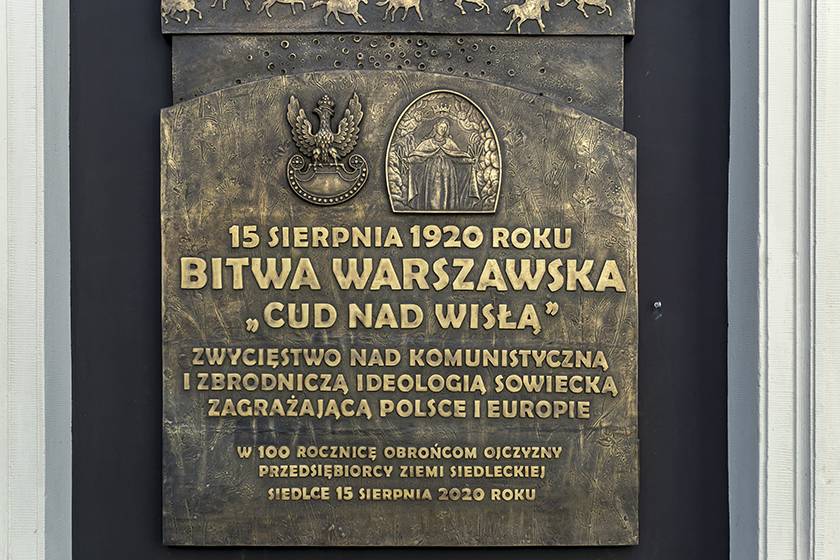 15 SIERPNIA 1920 ROKU
BITWA WARSZAWSKA
„CUD NAD WISŁĄ”
ZWYCIĘSTWO NAD KOMUNISTYCZNĄ
I ZBRODNICZĄ IDEOLOGIĄ SOWIECKĄ
ZAGRAŻAJĄCĄ POLSCE I EUROPIE
W 100 ROCZNICĘ OBROŃCOM OJCZYZNY
PRZEDSIĘBIORCY ZIEMI SIEDLECKIEJ
SIEDLCE 15 SIERPNIA 2020 ROKU